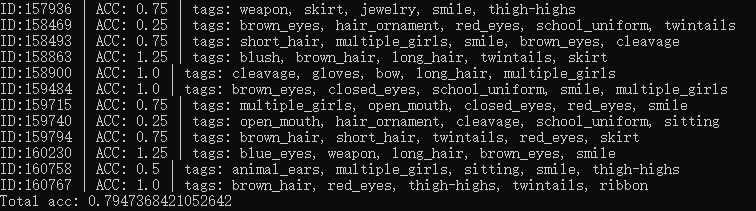 ID:157936 | ACC: 0.75 | tags: weapon, skirt, jewelry, smile, thigh-highs
ID:158469 | ACC: 0.25 | tags: brown_eyes, hair_ornament, red_eyes, school_uniform, twintails
ID:158493 | ACC: 0.75 | tags: short_hair, multiple_girls, smile, brown_eyes, cleavage
ID:158863 | ACC: 1.25 | tags: blush, brown_hair, long_hair, twintails, skirt
ID:158900 | ACC: 1.0 | tags: cleavage, gloves, bow, long_hair, multiple_girls
ID:159484 | ACC: 1.0 | tags: brown_eyes, closed_eyes, school_uniform, smile, multiple_girls
ID:159715 | ACC: 0.75 | tags: multiple_girls, open_mouth, closed_eyes, red_eyes, smile
ID:159740 | ACC: 0.25 | tags: open_mouth, hair_ornament, cleavage, school_uniform, sitting
ID:159794 | ACC: 0.75 | tags: brown_hair, short_hair, twintails, red_eyes, skirt
ID:160230 | ACC: 1.25 | tags: blue_eyes, weapon, long_hair, brown_eyes, smile
ID:160758 | ACC: 0.5 | tags: animal_ears, multiple_girls, sitting, smile, thigh-highs
ID:160767 | ACC: 1.0 | tags: brown_hair, red_eyes, thigh-highs, twintails, ribbon
Total acc: 0.7947368421052642